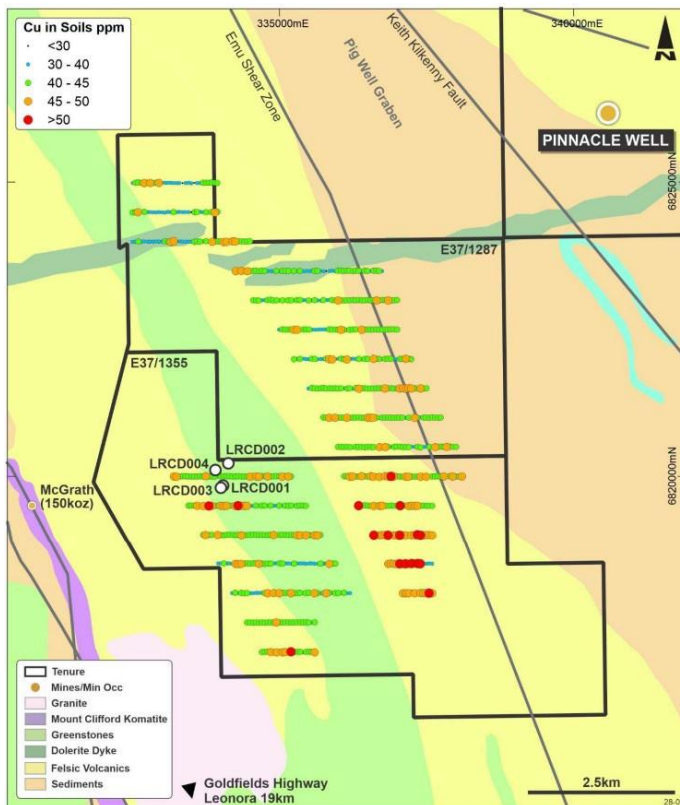 Cu in Soils ppm
<30
30 - 40
40 - 45
45 - 50
>50
335000mE
340000mE
N
Emu Shear Zone
Pig Well Graben
Keith Kilkenny Fault
PINNACLE WELL
6825000mN
E37/1287
E37/1355
LRCD002
LRCD004
LRCD001
LRCD003
6820000mN
McGrath
(150koz)
Tenure
Mines/Min Occ
Granite
Mount Clifford Komatite
Greenstones
Dolerite Dyke
Felsic Volcanics
Sediments
Goldfields Highway
Leonora 19km
2.5km